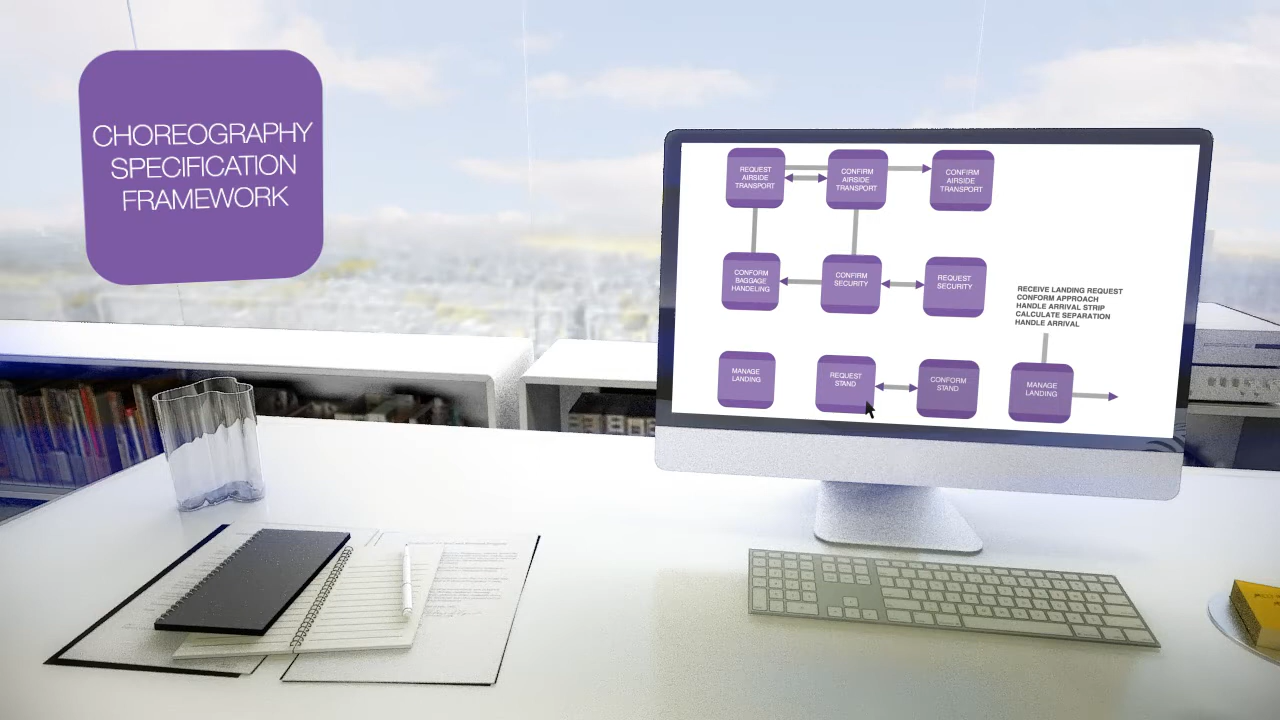 CHOREOGRAPHY
SPECIFICATION
FRAMEWORK
REQUEST
AIRSIDE
TRANSPORT
CONFIRM
AIRSIDE
TRANSPORT
CONFIRM
AIRSIDE
TRANSPORT
CONFORM
BAGGAGE
HANDELING
CONFIRM
SECURITY
REQUEST
SECURITY
RECEIVE LANDING REQUEST
CONFORM APPROACH
HANDLE ARRIVAL STRIP
CALCULATE SEPARATION
HANDLE ARRIVAL
MANAGE
LANDING
REQUEST
STAND
CONFORM
STAND
MANAGE
LANDING